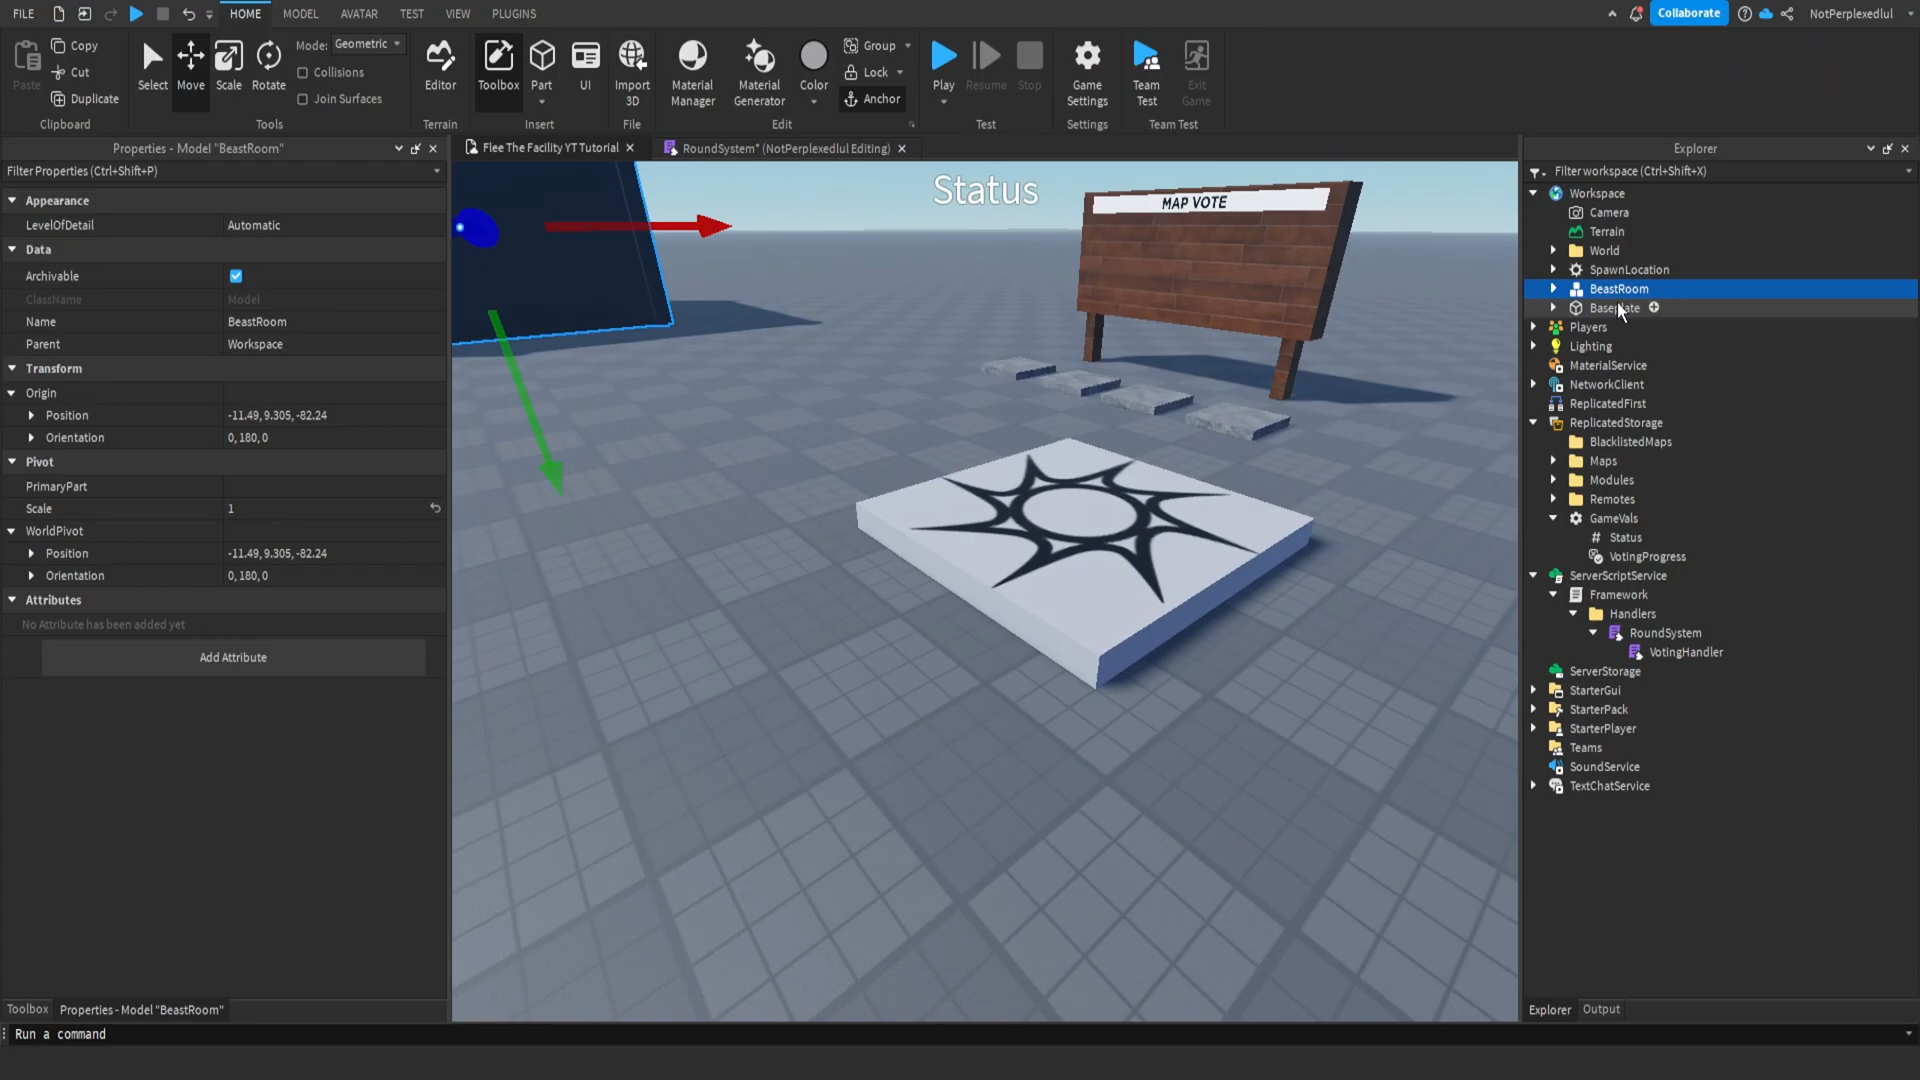 FILE HOME MODEL AVATAR TEST VIEW PLUGINS Collaborate NotPerplexedlul
Paste Copy Cut Duplicate Clipboard
Select Move Scale Rotate Mode: Geometric Collisions Join Surfaces Tools
Editor Terrain
Toolbox Part UI Insert
Import 3D File
Material Manager Material Generator Color Group Lock Anchor Edit
Play Resume Stop Test
Game Settings Settings
Team Test Exit Game Team Test
Properties - Model "BeastRoom"
Filter Properties (Ctrl+Shift+P)
Appearance
LevelOfDetail Automatic
Data
Archivable
ClassName Model
Name BeastRoom
Parent Workspace
Transform
Origin
Position -11.49, 9.305, -82.24
Orientation 0, 180, 0
Pivot
PrimaryPart
Scale 1
WorldPivot
Position -11.49, 9.305, -82.24
Orientation 0, 180, 0
Attributes
No Attribute has been added yet
Add Attribute
Toolbox Properties - Model "BeastRoom"
Run a command
Flee The Facility YT Tutorial RoundSystem* (NotPerplexedlul Editing)
Status
MAP VOTE
Explorer
Filter workspace (Ctrl+Shift+X)
Workspace
Camera
Terrain
World
SpawnLocation
BeastRoom
Baseplate
Players
Lighting
MaterialService
NetworkClient
ReplicatedFirst
ReplicatedStorage
BlacklistedMaps
Maps
Modules
Remotes
GameVals
Status
VotingProgress
ServerScriptService
Framework
Handlers
RoundSystem
VotingHandler
ServerStorage
StarterGui
StarterPack
StarterPlayer
Teams
SoundService
TextChatService
Explorer Output